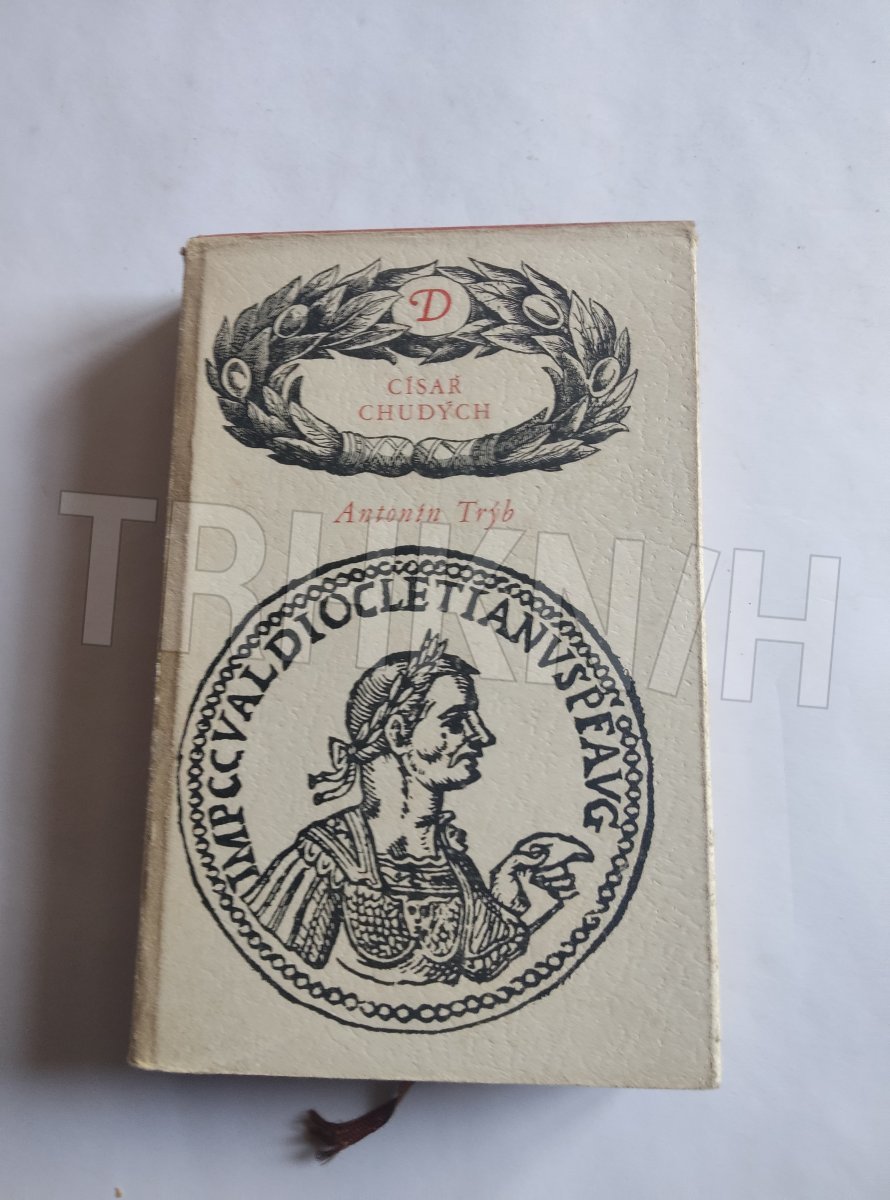 D
CÍSAŘ
CHUDÝCH
Antonín Trýb
IMPCCVALDIOCLETIANVSPFAVG
TRHKNIH